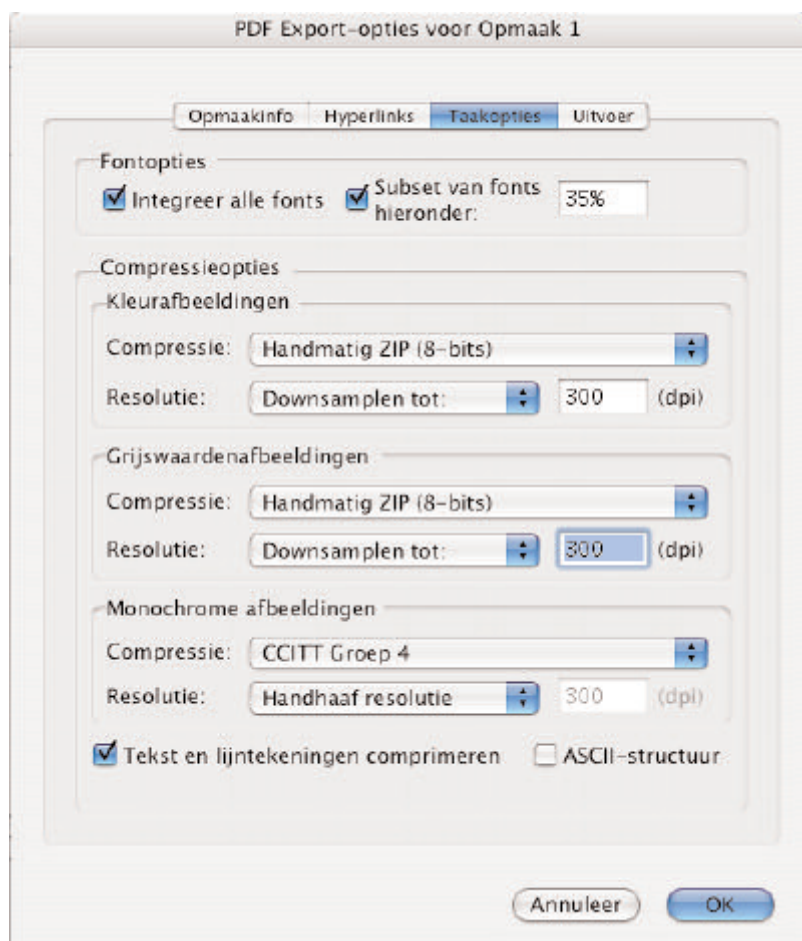 PDF Export-opties voor Opmaak 1
Opmaakinfo Hyperlinks Taakopties Uitvoer
Fontopties
Integreer alle fonts Subset van fonts hieronder: 35%
Compressieopties
Kleurafbeeldingen
Compressie: Handmatig ZIP (8-bits)
Resolutie: Downsamplen tot: 300 (dpi)
Grijswaardenafbeeldingen
Compressie: Handmatig ZIP (8-bits)
Resolutie: Downsamplen tot: 300 (dpi)
Monochrome afbeeldingen
Compressie: CCITT Groep 4
Resolutie: Handhaaf resolutie 300 (dpi)
Tekst en lijntekeningen comprimeren ASCII-structuur
Annuleer OK